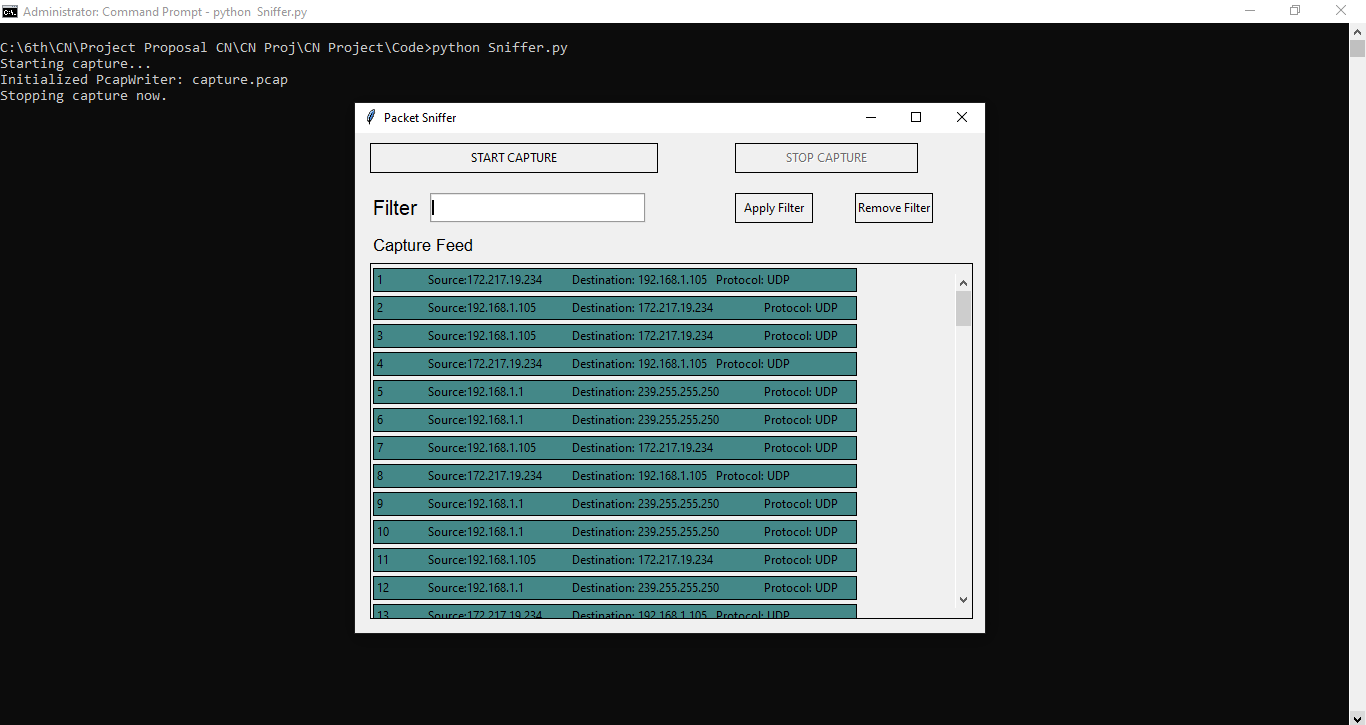 Administrator: Command Prompt - python  Sniffer.py
C:\6th\CN\Project Proposal CN\CN Proj\CN Project\Code>python Sniffer.py
Starting capture...
Initialized PcapWriter: capture.pcap
Stopping capture now.
Packet Sniffer
START CAPTURE STOP CAPTURE
Filter Apply Filter Remove Filter
Capture Feed
1 Source:172.217.19.234 Destination: 192.168.1.105 Protocol: UDP
2 Source:192.168.1.105 Destination: 172.217.19.234 Protocol: UDP
3 Source:192.168.1.105 Destination: 172.217.19.234 Protocol: UDP
4 Source:172.217.19.234 Destination: 192.168.1.105 Protocol: UDP
5 Source:192.168.1.1 Destination: 239.255.255.250 Protocol: UDP
6 Source:192.168.1.1 Destination: 239.255.255.250 Protocol: UDP
7 Source:192.168.1.105 Destination: 172.217.19.234 Protocol: UDP
8 Source:172.217.19.234 Destination: 192.168.1.105 Protocol: UDP
9 Source:192.168.1.1 Destination: 239.255.255.250 Protocol: UDP
10 Source:192.168.1.1 Destination: 239.255.255.250 Protocol: UDP
11 Source:192.168.1.105 Destination: 172.217.19.234 Protocol: UDP
12 Source:192.168.1.1 Destination: 239.255.255.250 Protocol: UDP
13 Source:172.217.19.234 Destination: 192.168.1.105 Protocol: UDP